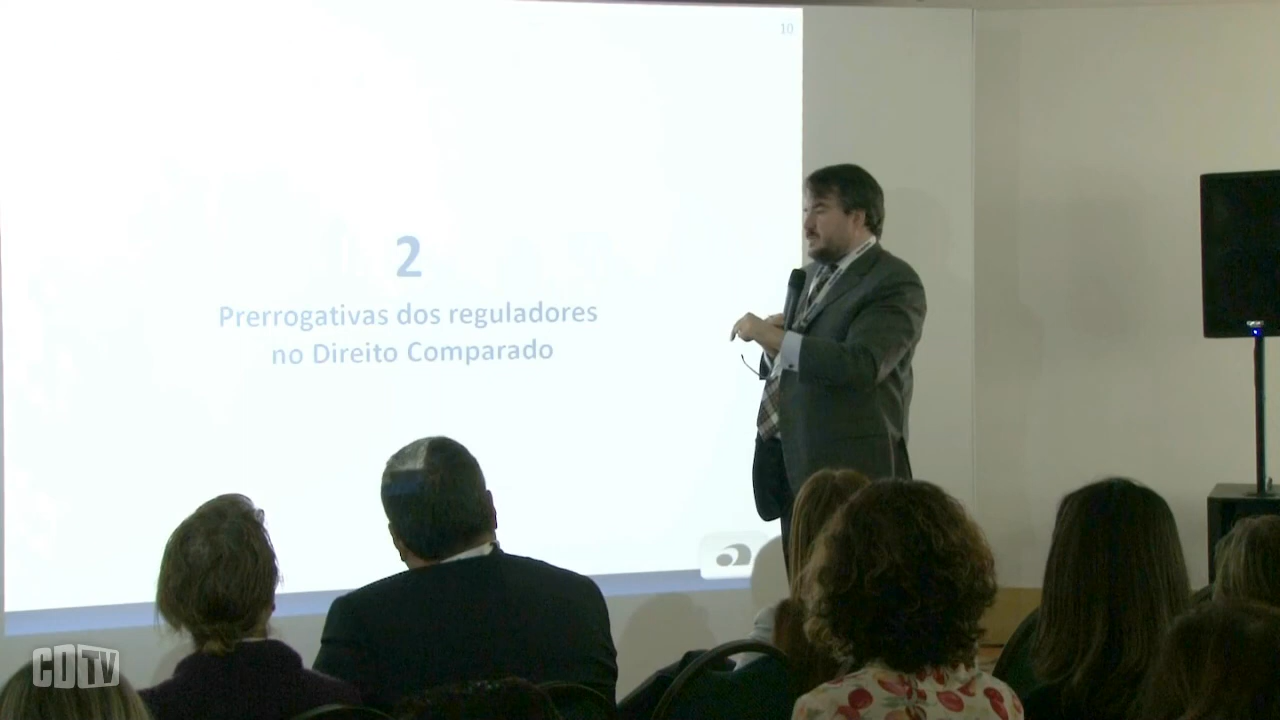 10
2
Prerrogativas dos reguladores
no Direito Comparado
CDTV